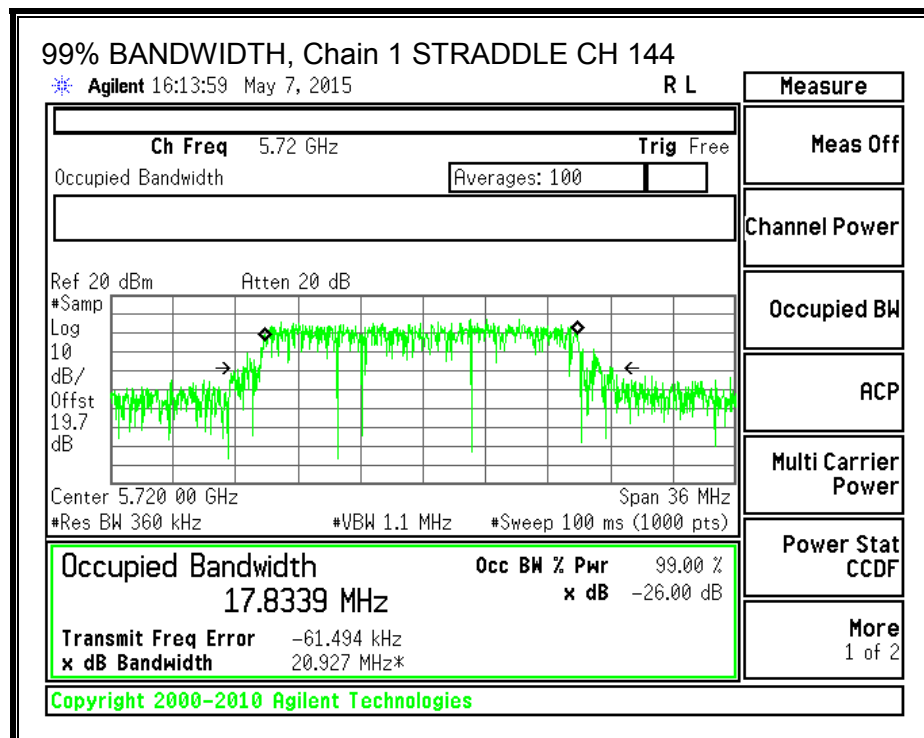 99% BANDWIDTH, Chain 1 STRADDLE CH 144
Agilent 16:13:59 May 7, 2015 R L
Measure
Ch Freq 5.72 GHz Trig Free
Occupied Bandwidth Averages: 100
Meas Off
Channel Power
Occupied BW
ACP
Multi Carrier
Power
Power Stat
CCDF
More
1 of 2
Ref 20 dBm Atten 20 dB
#Samp
Log
10
dB/
Offst
19.7
dB
Center 5.720 00 GHz Span 36 MHz
#Res BW 360 kHz #VBW 1.1 MHz #Sweep 100 ms (1000 pts)
Occupied Bandwidth Occ BW % Pwr 99.00 %
17.8339 MHz x dB -26.00 dB
Transmit Freq Error -61.494 kHz
x dB Bandwidth 20.927 MHz*
Copyright 2000-2010 Agilent Technologies